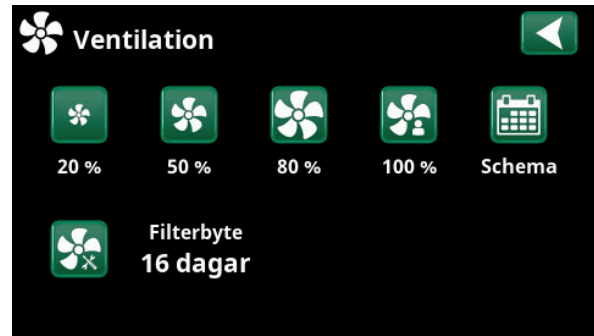 Ventilation
20 %
50 %
80 %
100 %
Schema
Filterbyte
16 dagar